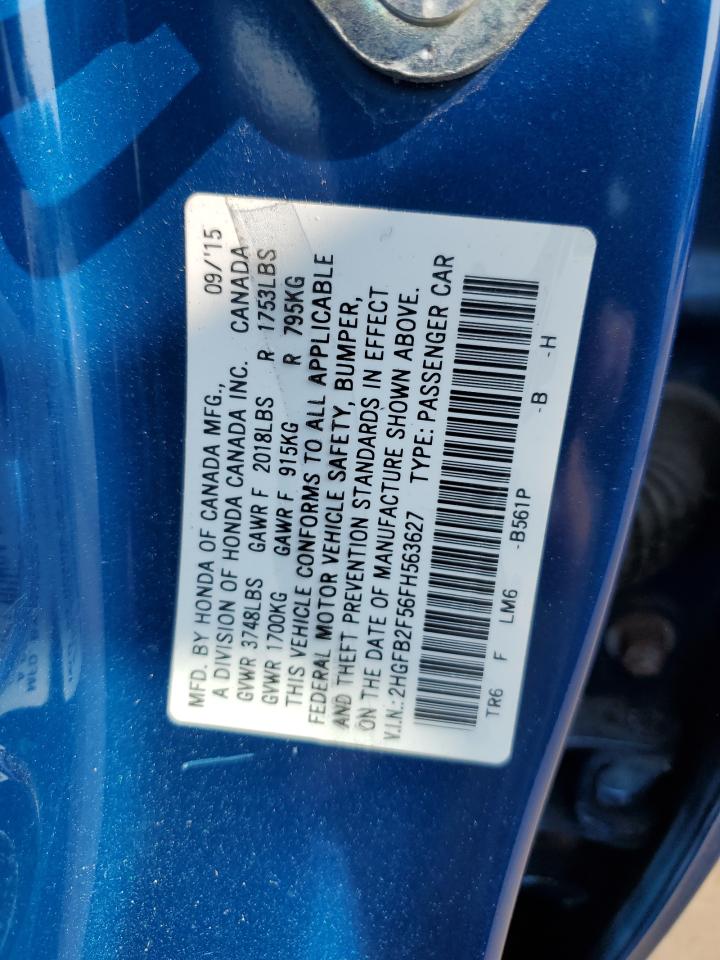 MFD. BY HONDA OF CANADA MFG., 09/'15
A DIVISION OF HONDA CANADA INC. CANADA
GVWR 3748LBS GAWR F 2018LBS R 1753LBS
GVWR 1700KG GAWR F 915KG R 795KG
THIS VEHICLE CONFORMS TO ALL APPLICABLE
FEDERAL MOTOR VEHICLE SAFETY, BUMPER,
AND THEFT PREVENTION STANDARDS IN EFFECT
ON THE DATE OF MANUFACTURE SHOWN ABOVE.
V.I.N.: 2HGFB2F56FH563627 TYPE: PASSENGER CAR
TR6 F LM6 -B561P -B -H